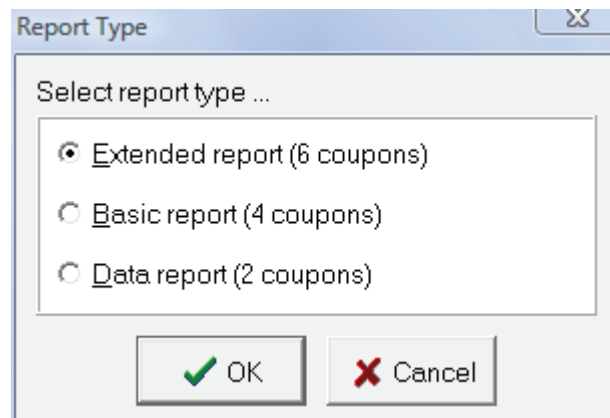 Report Type
Select report type ...
Extended report (6 coupons)
Basic report (4 coupons)
Data report (2 coupons)
OK
Cancel